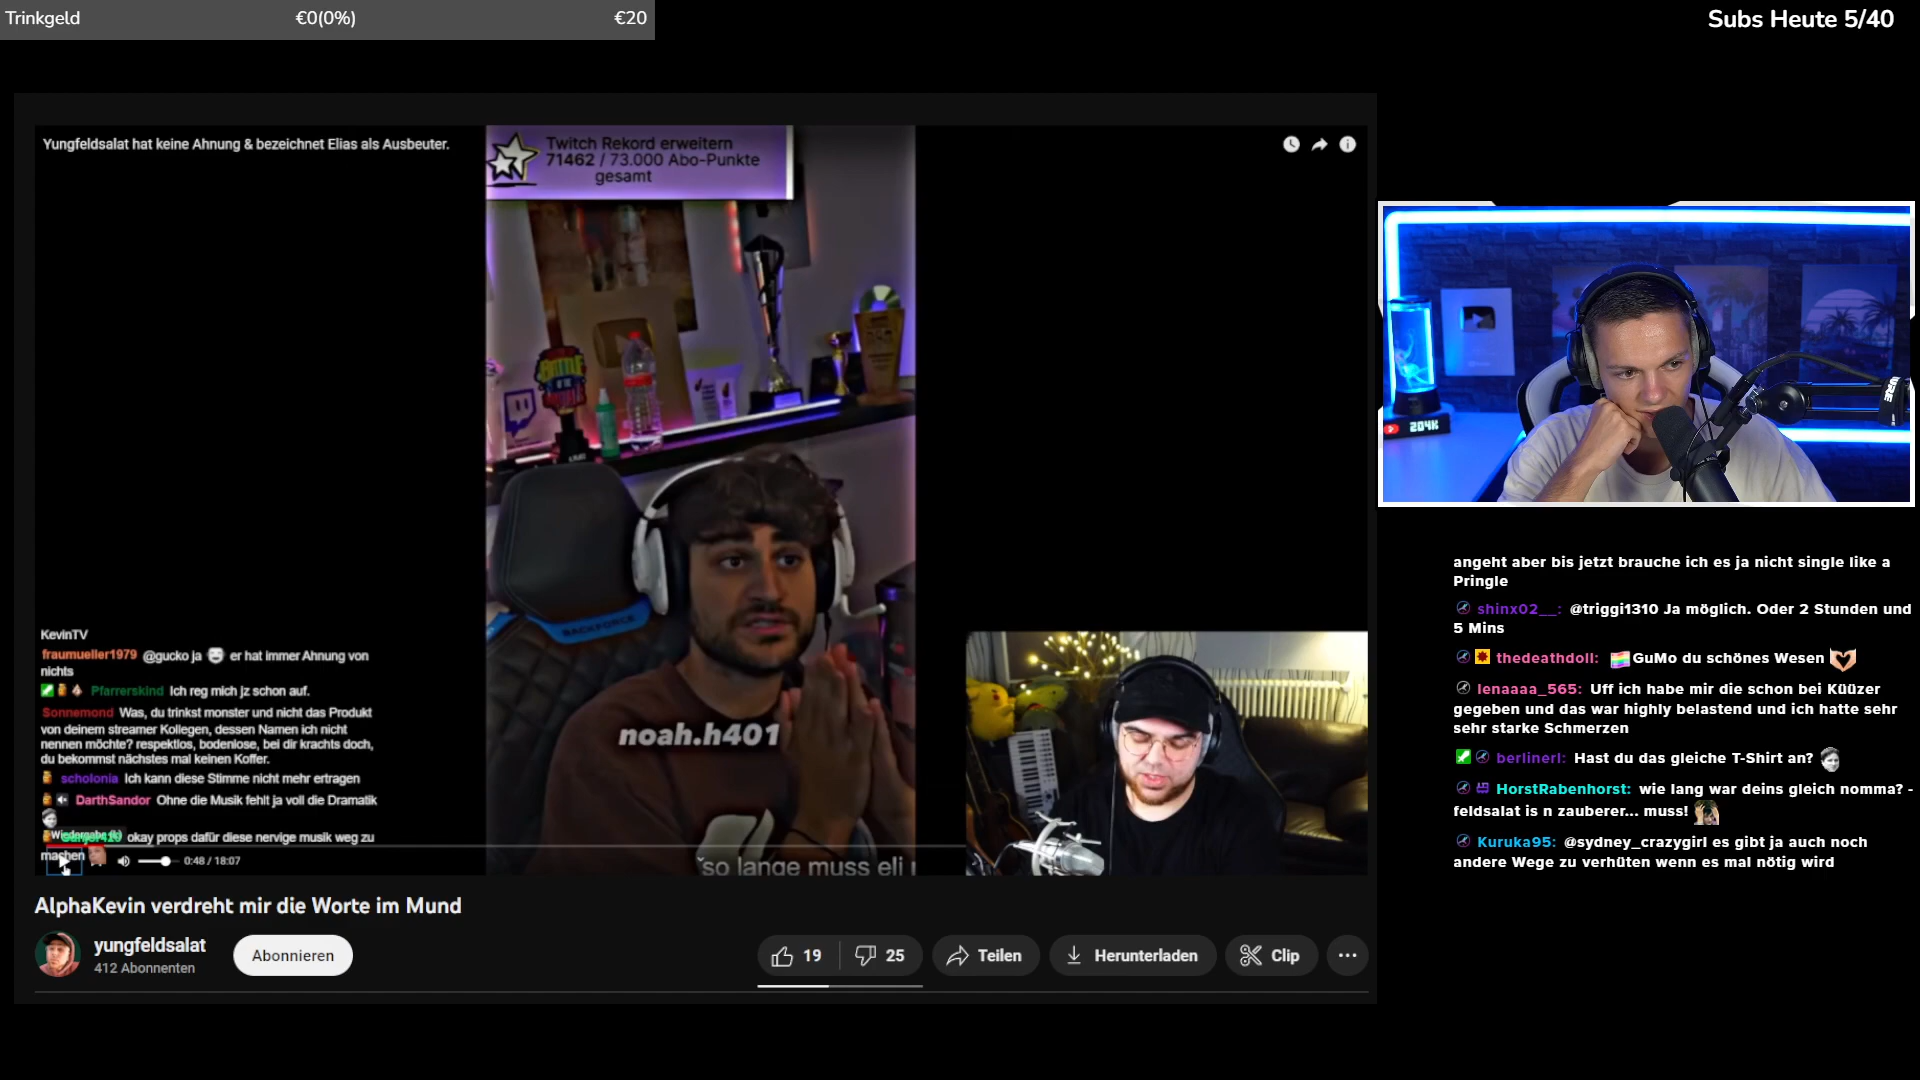 Trinkgeld €0(0%) €20
Subs Heute 5/40
Yungfeldsalat hat keine Ahnung & bezeichnet Elias als Ausbeuter.
Twitch Rekord erweitern
71462 / 73.000 Abo-Punkte
gesamt
204K
noah.h401
KevinTV
fraumueller1979 @gucko ja er hat immer Ahnung von
nichts
Pfarrerskind Ich reg mich jz schon auf.
Sonnemond Was, du trinkst monster und nicht das Produkt
von deinem streamer Kollegen, dessen Namen ich nicht
nennen möchte? respektlos, bodenlose, bei dir krachts doch,
du bekommst nächstes mal keinen Koffer.
scholonia Ich kann diese Stimme nicht mehr ertragen
DarthSandor Ohne die Musik fehlt ja voll die Dramatik
okay props dafür diese nervige musik weg zu
machen
Wiedergabe (k)
0:48 / 18:07
so lange muss eli
AlphaKevin verdreht mir die Worte im Mund
yungfeldsalat
412 Abonnenten
Abonnieren
19
25
Teilen
Herunterladen
Clip
angeht aber bis jetzt brauche ich es ja nicht single like a
Pringle
shinx02__: @triggi1310 Ja möglich. Oder 2 Stunden und
5 Mins
thedeathdoll: GuMo du schönes Wesen
lenaaaa_565: Uff ich habe mir die schon bei Küüzer
gegeben und das war highly belastend und ich hatte sehr
sehr starke Schmerzen
berlinerl: Hast du das gleiche T-Shirt an?
HorstRabenhorst: wie lang war deins gleich nomma? -
feldsalat is n zauberer... muss!
Kuruka95: @sydney_crazygirl es gibt ja auch noch
andere Wege zu verhüten wenn es mal nötig wird